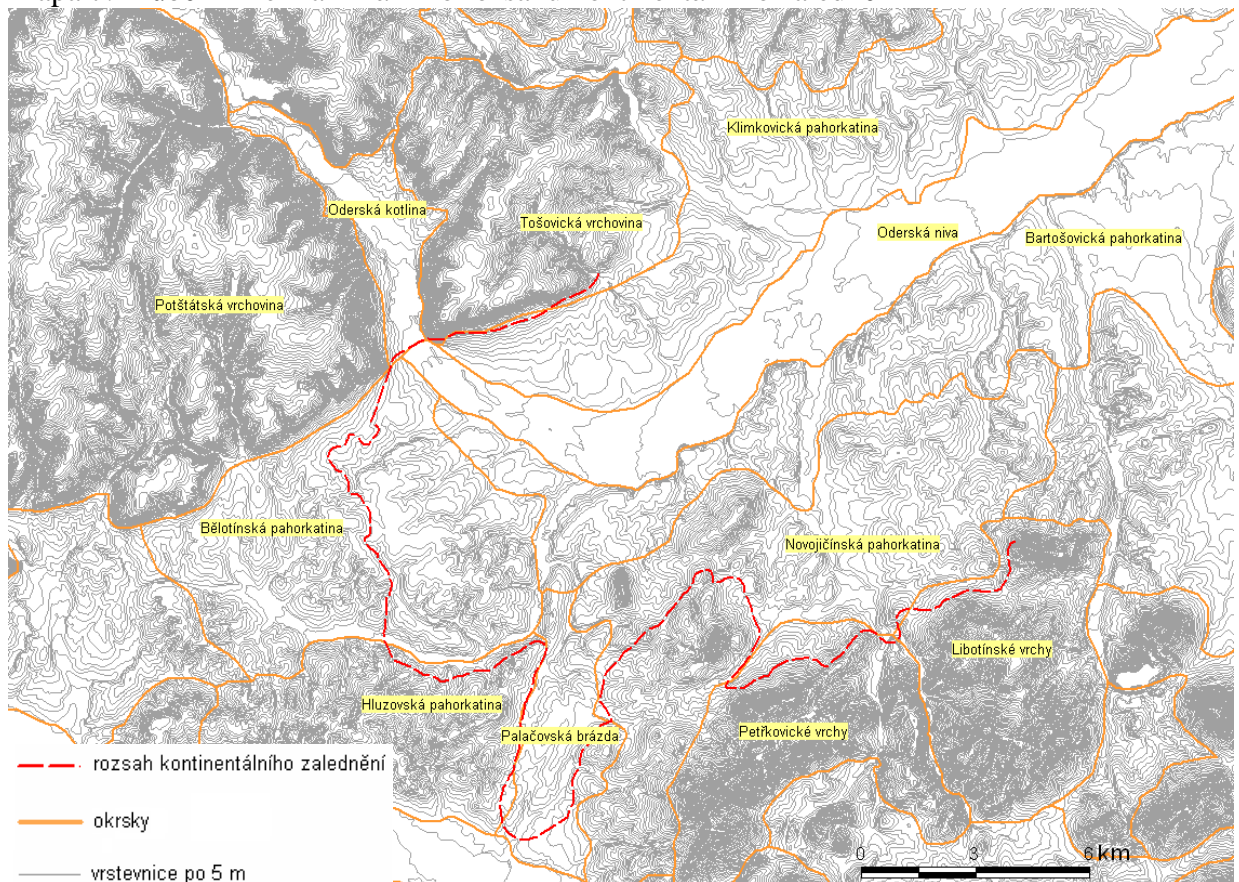 Klimkovická pahorkatina
Oderská kotlina
Tošovická vrchovina
Oderská niva
Bartošovická pahorkatina
Potštátská vrchovina
Bělotínská pahorkatina
Novojičínská pahorkatina
Libotínské vrchy
Hluzovská pahorkatina
Palačovská brázda
Petřkovické vrchy
rozsah kontinentálního zalednění
okrsky
vrstevnice po 5 m
0 3 6 km